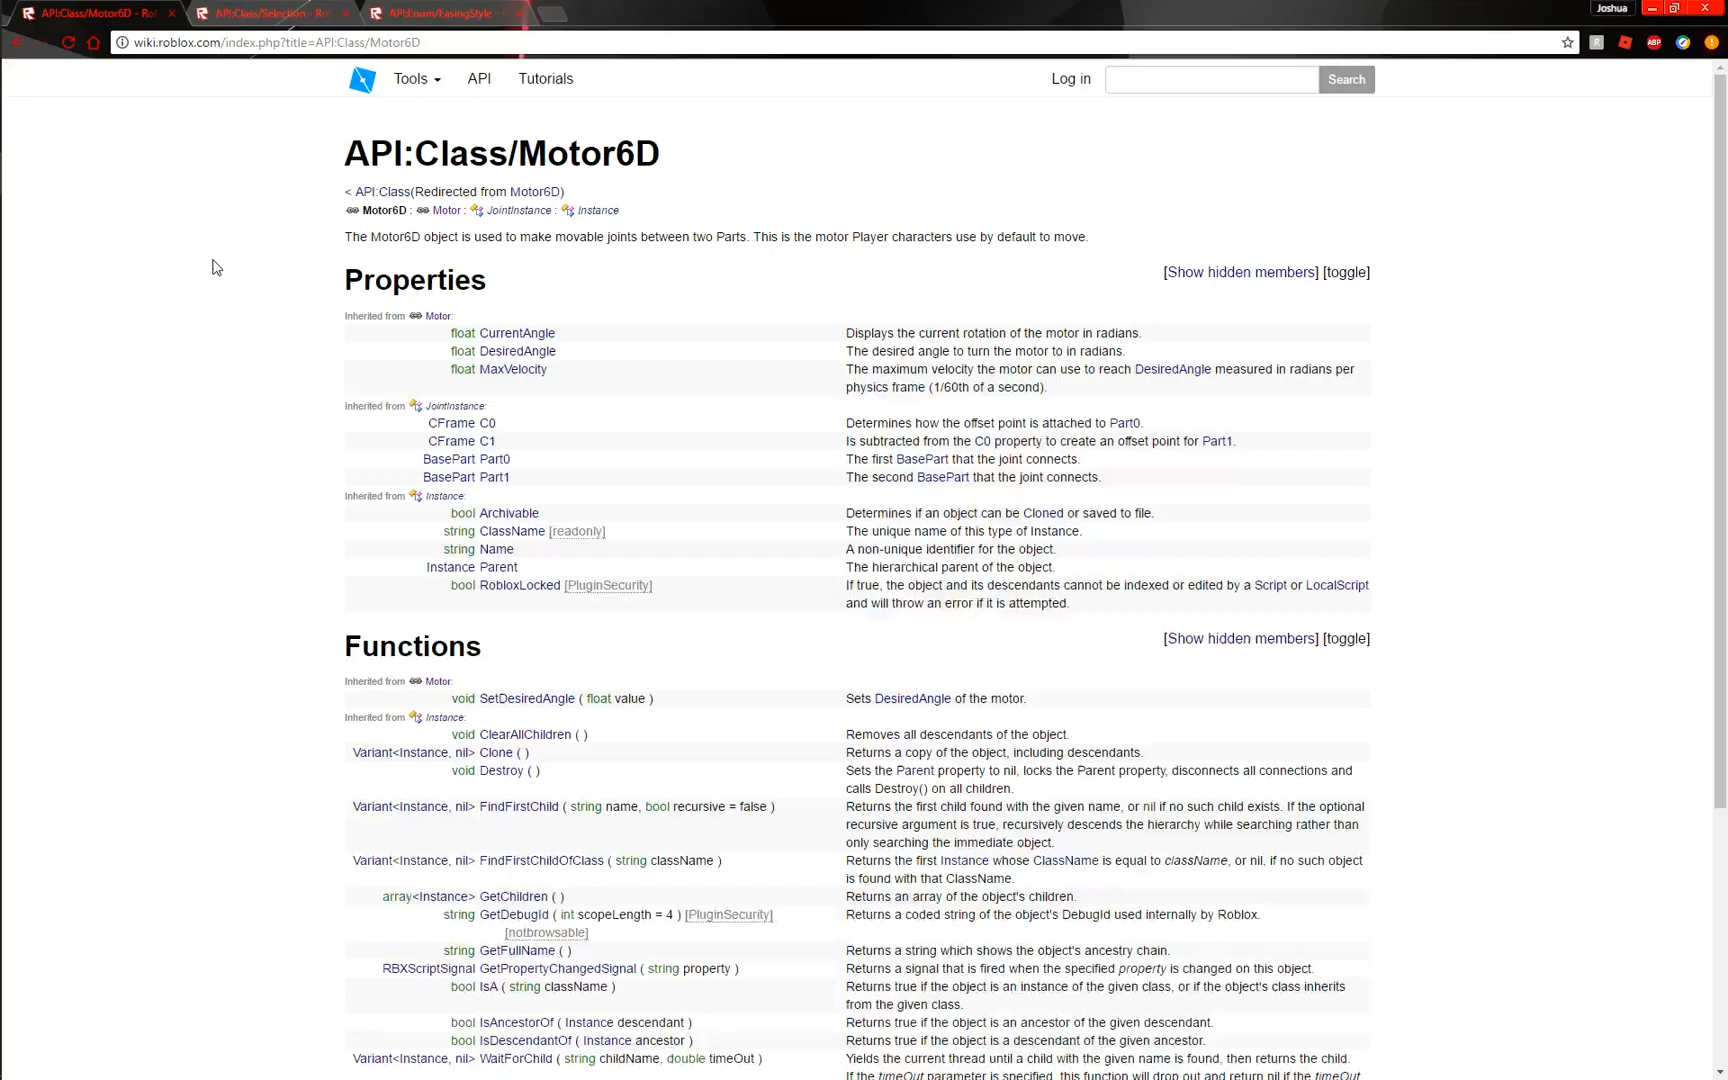 API:Class/Motor6D - Rob
API:Class/Selection - Rob
API:Enum/EasingStyle -
Joshua
wiki.roblox.com/index.php?title=API:Class/Motor6D
ABP
Tools
API
Tutorials
Log in
Search
API:Class/Motor6D
< API:Class(Redirected from Motor6D)
Motor6D : Motor : JointInstance : Instance
The Motor6D object is used to make movable joints between two Parts. This is the motor Player characters use by default to move.
Properties [Show hidden members] [toggle]
Inherited from Motor:
float CurrentAngle Displays the current rotation of the motor in radians.
float DesiredAngle The desired angle to turn the motor to in radians.
float MaxVelocity The maximum velocity the motor can use to reach DesiredAngle measured in radians per
physics frame (1/60th of a second).
Inherited from JointInstance:
CFrame C0 Determines how the offset point is attached to Part0.
CFrame C1 Is subtracted from the C0 property to create an offset point for Part1.
BasePart Part0 The first BasePart that the joint connects.
BasePart Part1 The second BasePart that the joint connects.
Inherited from Instance:
bool Archivable Determines if an object can be Cloned or saved to file.
string ClassName [readonly] The unique name of this type of Instance.
string Name A non-unique identifier for the object.
Instance Parent The hierarchical parent of the object.
bool RobloxLocked [PluginSecurity] If true, the object and its descendants cannot be indexed or edited by a Script or LocalScript
and will throw an error if it is attempted.
Functions [Show hidden members] [toggle]
Inherited from Motor:
void SetDesiredAngle ( float value ) Sets DesiredAngle of the motor.
Inherited from Instance:
void ClearAllChildren ( ) Removes all descendants of the object.
Variant<Instance, nil> Clone ( ) Returns a copy of the object, including descendants.
void Destroy ( ) Sets the Parent property to nil, locks the Parent property, disconnects all connections and
calls Destroy() on all children.
Variant<Instance, nil> FindFirstChild ( string name, bool recursive = false ) Returns the first child found with the given name, or nil if no such child exists. If the optional
recursive argument is true, recursively descends the hierarchy while searching rather than
only searching the immediate object.
Variant<Instance, nil> FindFirstChildOfClass ( string className ) Returns the first Instance whose ClassName is equal to className, or nil, if no such object
is found with that ClassName.
array<Instance> GetChildren ( ) Returns an array of the object's children.
string GetDebugId ( int scopeLength = 4 ) [PluginSecurity] Returns a coded string of the object's DebugId used internally by Roblox.
[notbrowsable]
string GetFullName ( ) Returns a string which shows the object's ancestry chain.
RBXScriptSignal GetPropertyChangedSignal ( string property ) Returns a signal that is fired when the specified property is changed on this object.
bool IsA ( string className ) Returns true if the object is an instance of the given class, or if the object's class inherits
from the given class.
bool IsAncestorOf ( Instance descendant ) Returns true if the object is an ancestor of the given descendant.
bool IsDescendantOf ( Instance ancestor ) Returns true if the object is a descendant of the given ancestor.
Variant<Instance, nil> WaitForChild ( string childName, double timeOut ) Yields the current thread until a child with the given name is found, then returns the child.
If the timeOut parameter is specified, this function will drop out and return nil if the timeOut